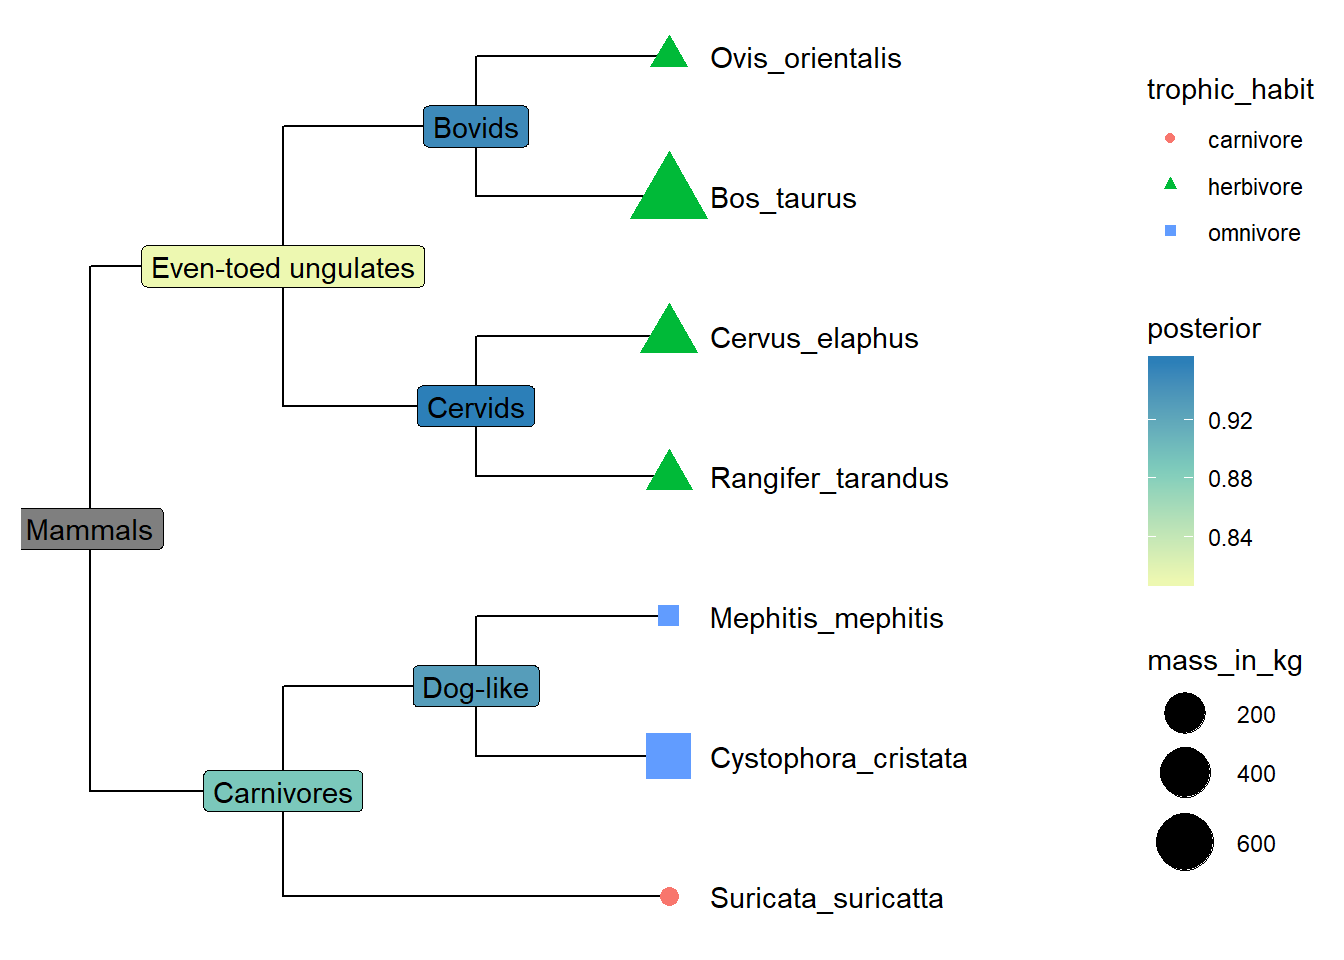 Ovis_orientalis
Bovids
Bos_taurus
Even-toed ungulates
Cervus_elaphus
Cervids
Rangifer_tarandus
Mammals
Mephitis_mephitis
Dog-like
Cystophora_cristata
Carnivores
Suricata_suricatta
trophic_habit
carnivore
herbivore
omnivore
posterior
0.92
0.88
0.84
mass_in_kg
200
400
600